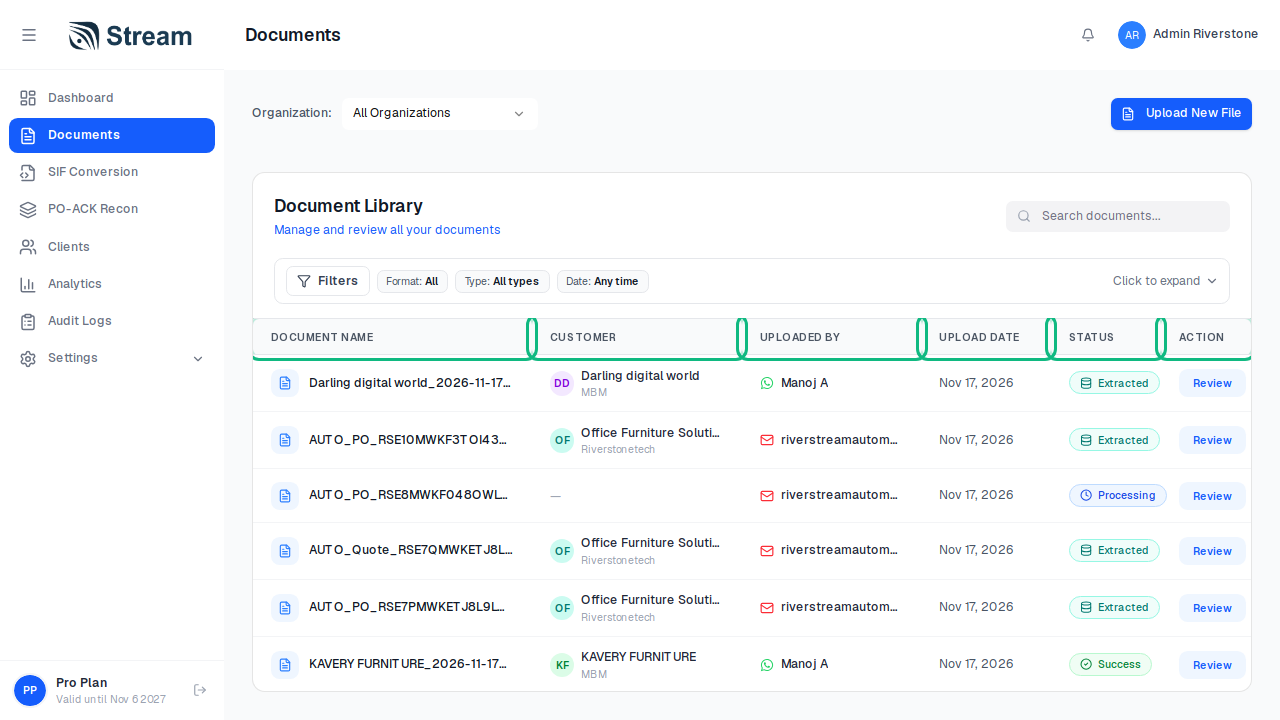 Stream
Documents
AR
Admin Riverstone
Dashboard
Documents
SIF Conversion
PO-ACK Recon
Clients
Analytics
Audit Logs
Settings
Organization:
All Organizations
Upload New File
Document Library
Manage and review all your documents
Search documents...
Filters
Format: All
Type: All types
Date: Any time
Click to expand
DOCUMENT NAME
CUSTOMER
UPLOADED BY
UPLOAD DATE
STATUS
ACTION
Darling digital world_2026-11-17...
DD
Darling digital world
MBM
Manoj A
Nov 17, 2026
Extracted
Review
AUTO_PO_RSE10MWKF3TOI43...
OF
Office Furniture Soluti...
Riverstonetech
riverstreamautom...
Nov 17, 2026
Extracted
Review
AUTO_PO_RSE8MWKF048OWL...
—
riverstreamautom...
Nov 17, 2026
Processing
Review
AUTO_Quote_RSE7QMWKETJ8L...
OF
Office Furniture Soluti...
Riverstonetech
riverstreamautom...
Nov 17, 2026
Extracted
Review
AUTO_PO_RSE7PMWKETJ8L9L...
OF
Office Furniture Soluti...
Riverstonetech
riverstreamautom...
Nov 17, 2026
Extracted
Review
KAVERY FURNITURE_2026-11-17...
KF
KAVERY FURNITURE
MBM
Manoj A
Nov 17, 2026
Success
Review
PP
Pro Plan
Valid until Nov 6 2027